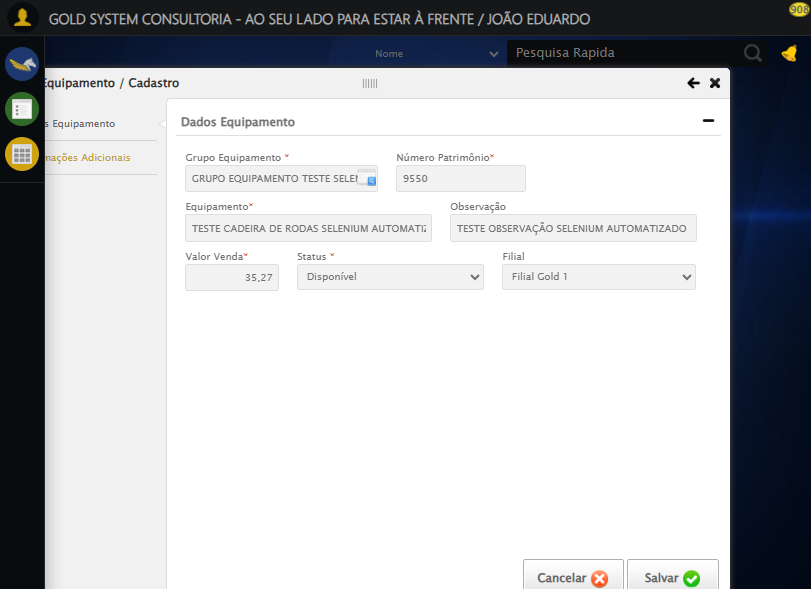 GOLD SYSTEM CONSULTORIA - AO SEU LADO PARA ESTAR À FRENTE / JOÃO EDUARDO
908
Nome
Pesquisa Rapida
Equipamento / Cadastro
s Equipamento
mações Adicionais
Dados Equipamento
Grupo Equipamento * Número Patrimônio*
GRUPO EQUIPAMENTO TESTE SELE 9550
Equipamento* Observação
TESTE CADEIRA DE RODAS SELENIUM AUTOMATIZ TESTE OBSERVAÇÃO SELENIUM AUTOMATIZADO
Valor Venda* Status * Filial
35,27 Disponível Filial Gold 1
Cancelar Salvar